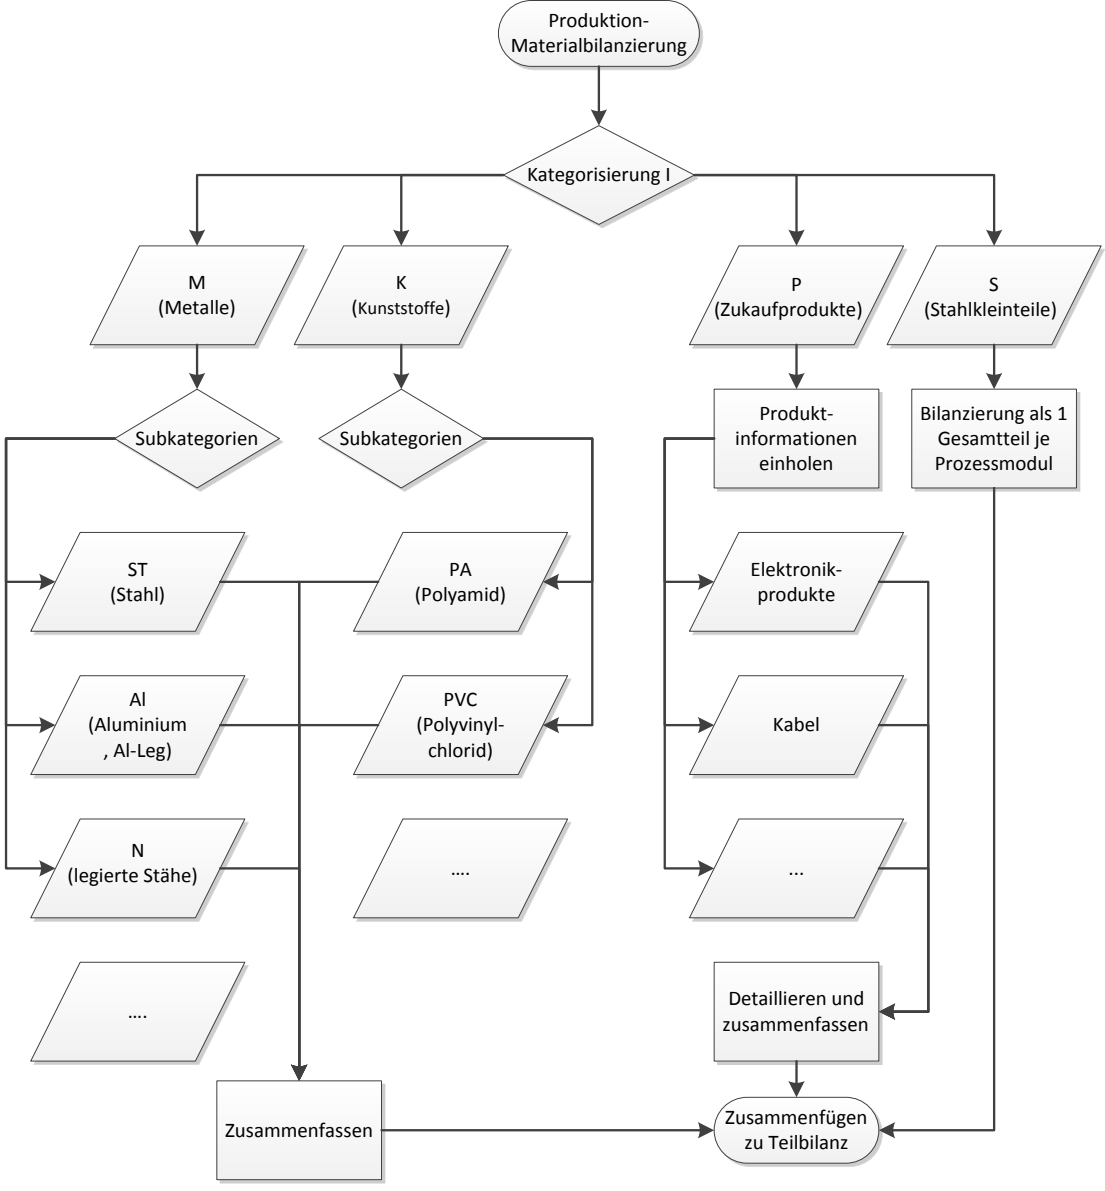 Produktion-
Materialbilanzierung
Kategorisierung I
M
(Metalle)
K
(Kunststoffe)
P
(Zukaufprodukte)
S
(Stahlkleinteile)
Subkategorien
Subkategorien
Produkt-
informationen
einholen
Bilanzierung als 1
Gesamtteil je
Prozessmodul
ST
(Stahl)
PA
(Polyamid)
Elektronik-
produkte
Al
(Aluminium
, Al-Leg)
PVC
(Polyvinyl-
chlorid)
Kabel
N
(legierte Stähe)
....
...
....
Detaillieren und
zusammenfassen
Zusammenfassen
Zusammenfügen
zu Teilbilanz